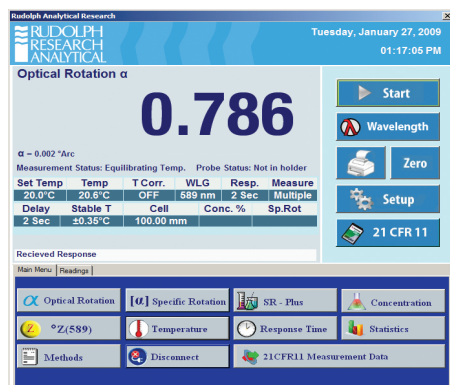 Rudolph Analytical Research
RUDOLPH
RESEARCH
ANALYTICAL
Tuesday, January 27, 2009
01:17:05 PM
Optical Rotation α
0.786
α ~ 0.002 °Arc
Measurement Status: Equilibrating Temp. Probe Status: Not in holder
Set Temp Temp T Corr. WLG Resp. Measure
20.0°C 20.6°C OFF 589 nm 2 Sec Multiple
Delay Stable T Cell Conc. % Sp.Rot
2 Sec ±0.35°C 100.00 mm
Recieved Response
Start
Wavelength
Zero
Setup
21 CFR 11
Main Menu Readings
α Optical Rotation [α] Specific Rotation SR - Plus Concentration
Z °Z(589) Temperature Response Time Statistics
Methods Disconnect 21CFR11 Measurement Data